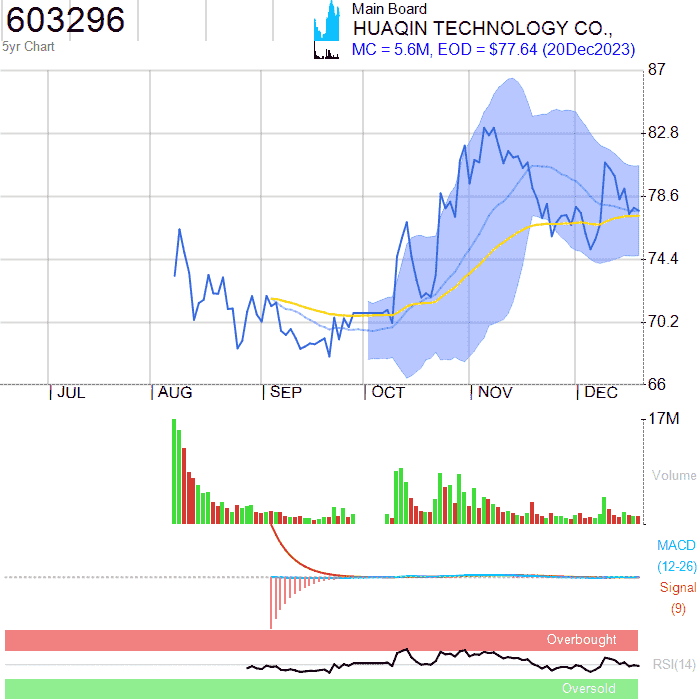 603296
5yr Chart
Main Board
HUAQIN TECHNOLOGY CO.,
MC = 5.6M, EOD = $77.64 (20Dec2023)
87
82.8
78.6
74.4
70.2
66
JUL AUG SEP OCT NOV DEC
17M
Volume
MACD
(12-26)
Signal
(9)
Overbought
RSI(14)
Oversold